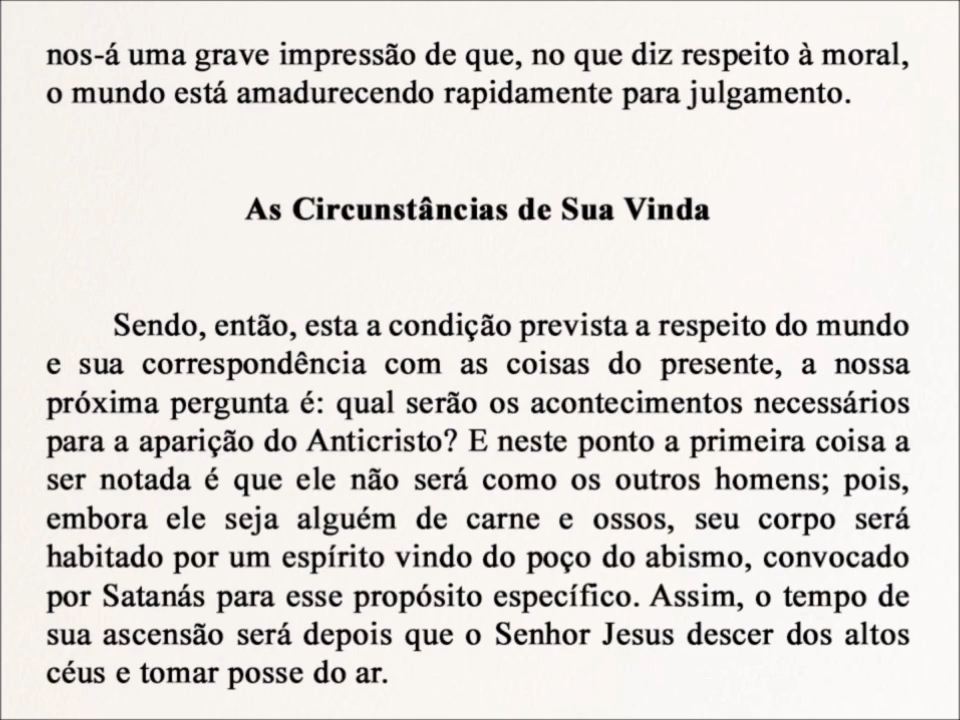 nos-á uma grave impressão de que, no que diz respeito à moral,
o mundo está amadurecendo rapidamente para julgamento.
As Circunstâncias de Sua Vinda
Sendo, então, esta a condição prevista a respeito do mundo
e sua correspondência com as coisas do presente, a nossa
próxima pergunta é: qual serão os acontecimentos necessários
para a aparição do Anticristo? E neste ponto a primeira coisa a
ser notada é que ele não será como os outros homens; pois,
embora ele seja alguém de carne e ossos, seu corpo será
habitado por um espírito vindo do poço do abismo, convocado
por Satanás para esse propósito específico. Assim, o tempo de
sua ascensão será depois que o Senhor Jesus descer dos altos
céus e tomar posse do ar.